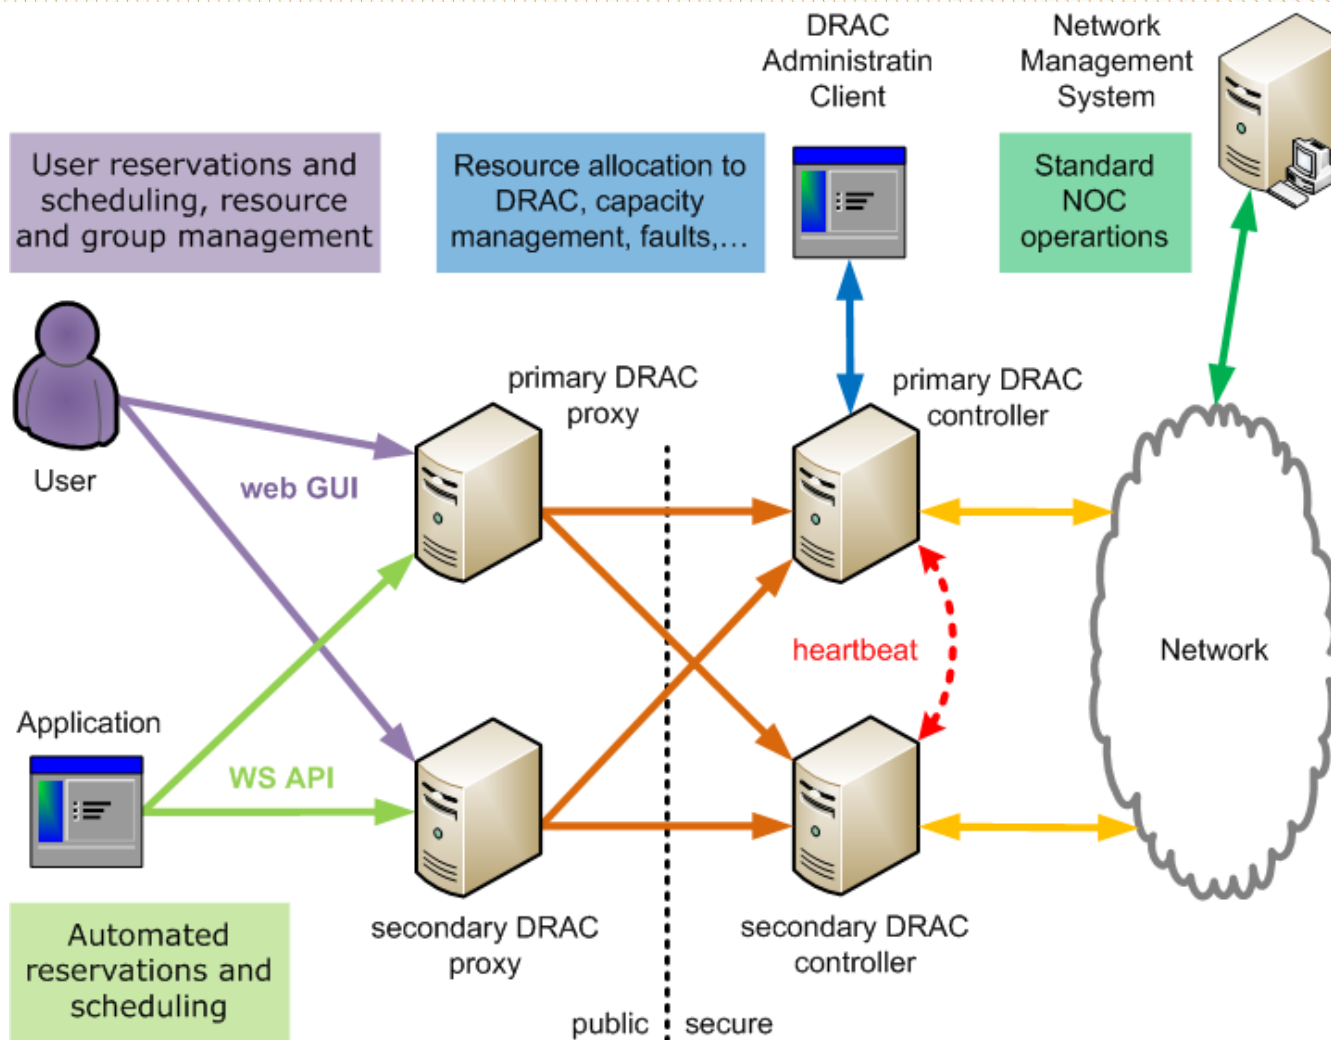 DRAC
Administratin
Client
Network
Management
System
User reservations and
scheduling, resource
and group management
Resource allocation to
DRAC, capacity
management, faults,...
Standard
NOC
operartions
primary DRAC
proxy
primary DRAC
controller
User
web GUI
heartbeat
Network
Application
WS API
secondary DRAC
proxy
secondary DRAC
controller
Automated
reservations and
scheduling
public
secure